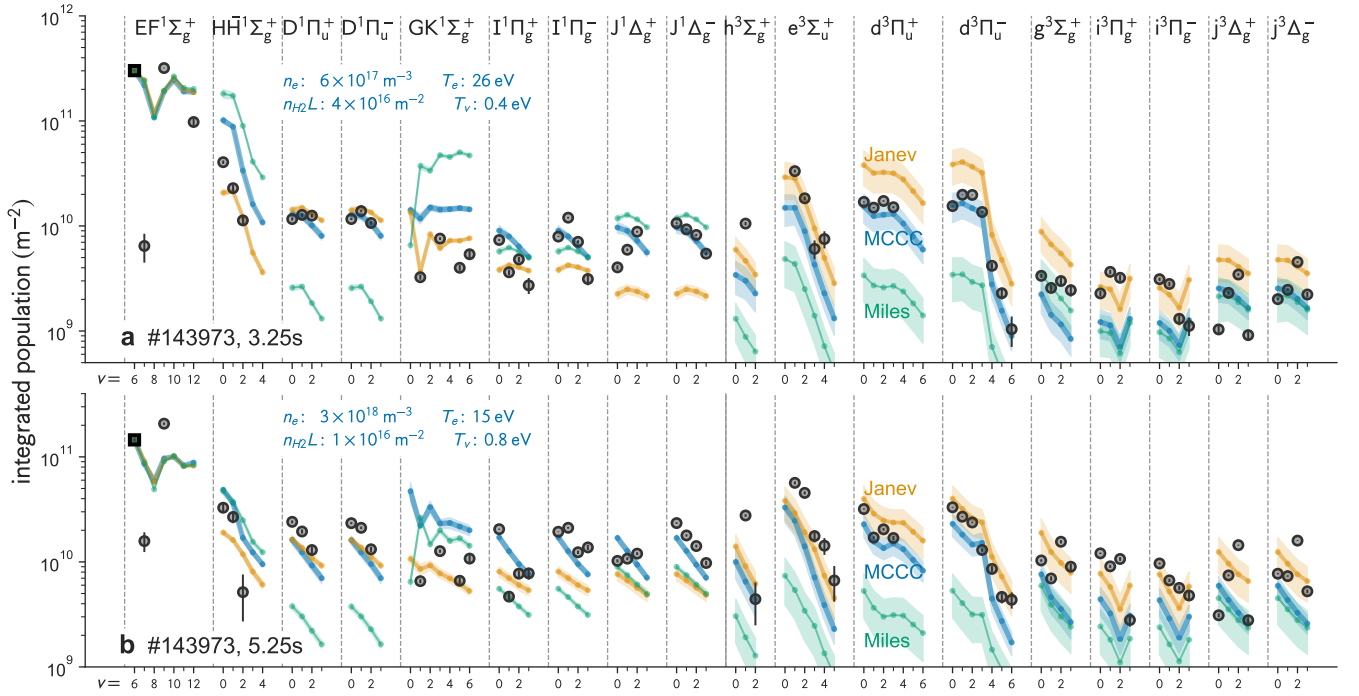 EF¹Σg⁺ HH̄¹Σg⁺ D¹Πu⁺ D¹Πu⁻ GK¹Σg⁺ I¹Πg⁺ I¹Πg⁻ J¹Δg⁺ J¹Δg⁻ h³Σg⁺ e³Σu⁺ d³Πu⁺ d³Πu⁻ g³Σg⁺ i³Πg⁺ i³Πg⁻ j³Δg⁺ j³Δg⁻
integrated population (m⁻²)
10¹²
10¹¹
10¹⁰
10⁹
nₑ: 6×10¹⁷ m⁻³ Tₑ: 26 eV
n_H2 L: 4×10¹⁶ m⁻² Tᵥ: 0.4 eV
Janev
MCCC
Miles
a #143973, 3.25s
v= 6 8 10 12 0 2 4 0 2 0 2 0 2 4 6 0 2 0 2 0 2 0 2 0 2 0 2 4 0 2 4 6 0 2 4 6 0 2 0 2 0 2 0 2 0 2
10¹¹
10¹⁰
10⁹
nₑ: 3×10¹⁸ m⁻³ Tₑ: 15 eV
n_H2 L: 1×10¹⁶ m⁻² Tᵥ: 0.8 eV
Janev
MCCC
Miles
b #143973, 5.25s
v= 6 8 10 12 0 2 4 0 2 0 2 0 2 4 6 0 2 0 2 0 2 0 2 0 2 0 2 4 0 2 4 6 0 2 4 6 0 2 0 2 0 2 0 2 0 2